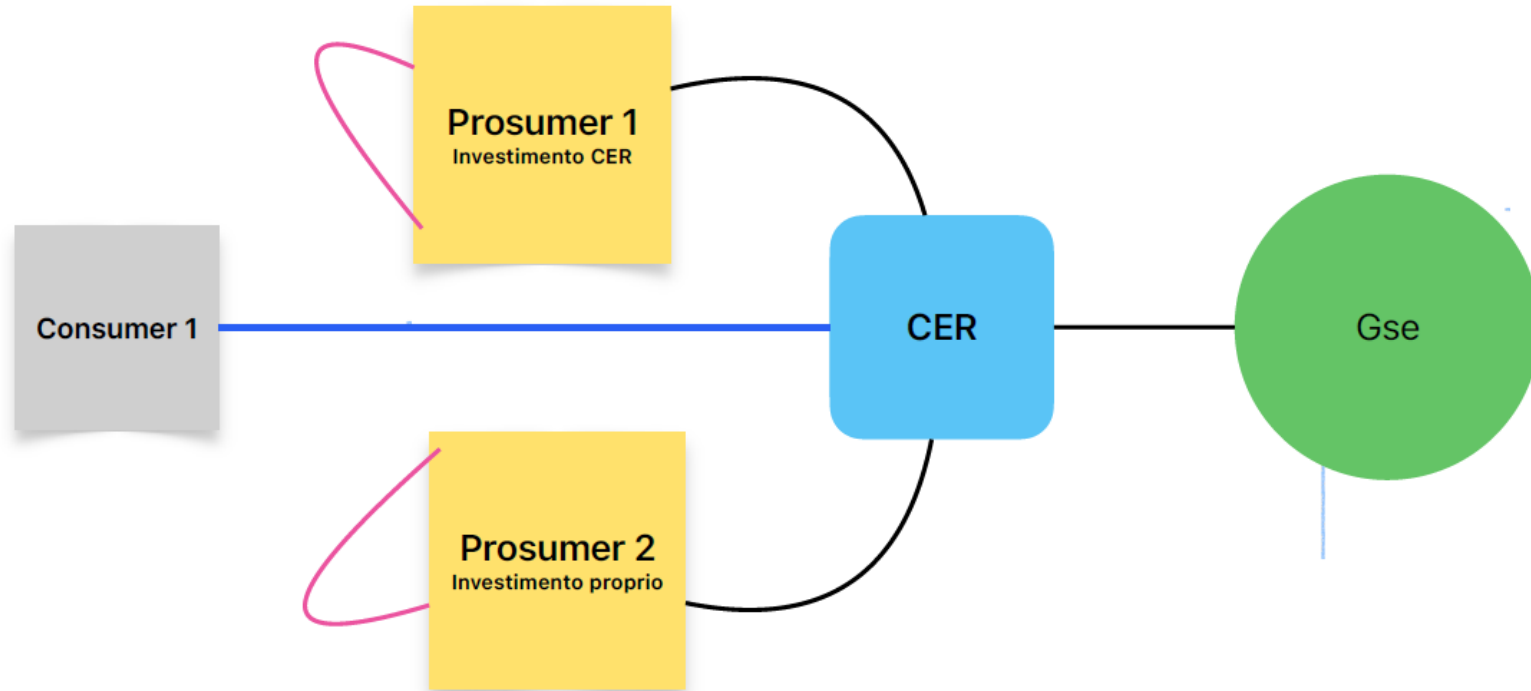 Prosumer 1
Investimento CER
Consumer 1
CER
Gse
Prosumer 2
Investimento proprio